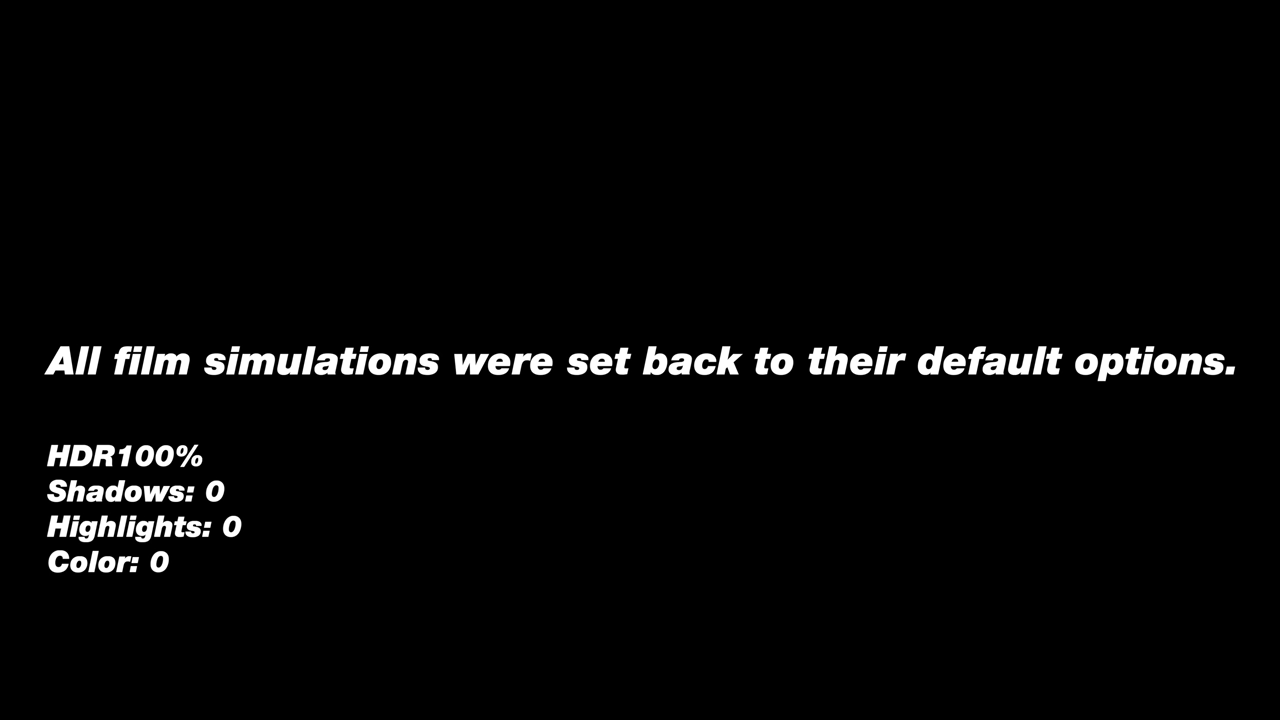 All film simulations were set back to their default options.
HDR100%
Shadows: 0
Highlights: 0
Color: 0